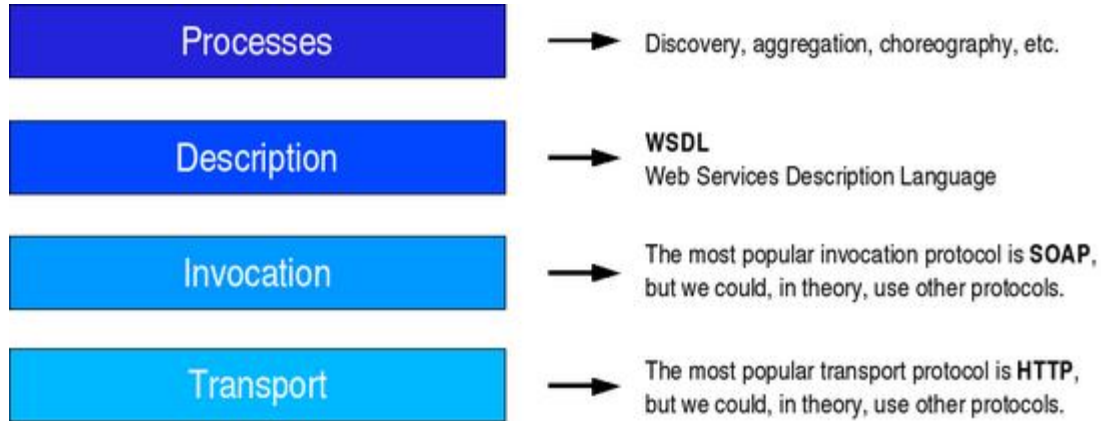 Processes
Discovery, aggregation, choreography, etc.
Description
WSDL
Web Services Description Language
Invocation
The most popular invocation protocol is SOAP,
but we could, in theory, use other protocols.
Transport
The most popular transport protocol is HTTP,
but we could, in theory, use other protocols.